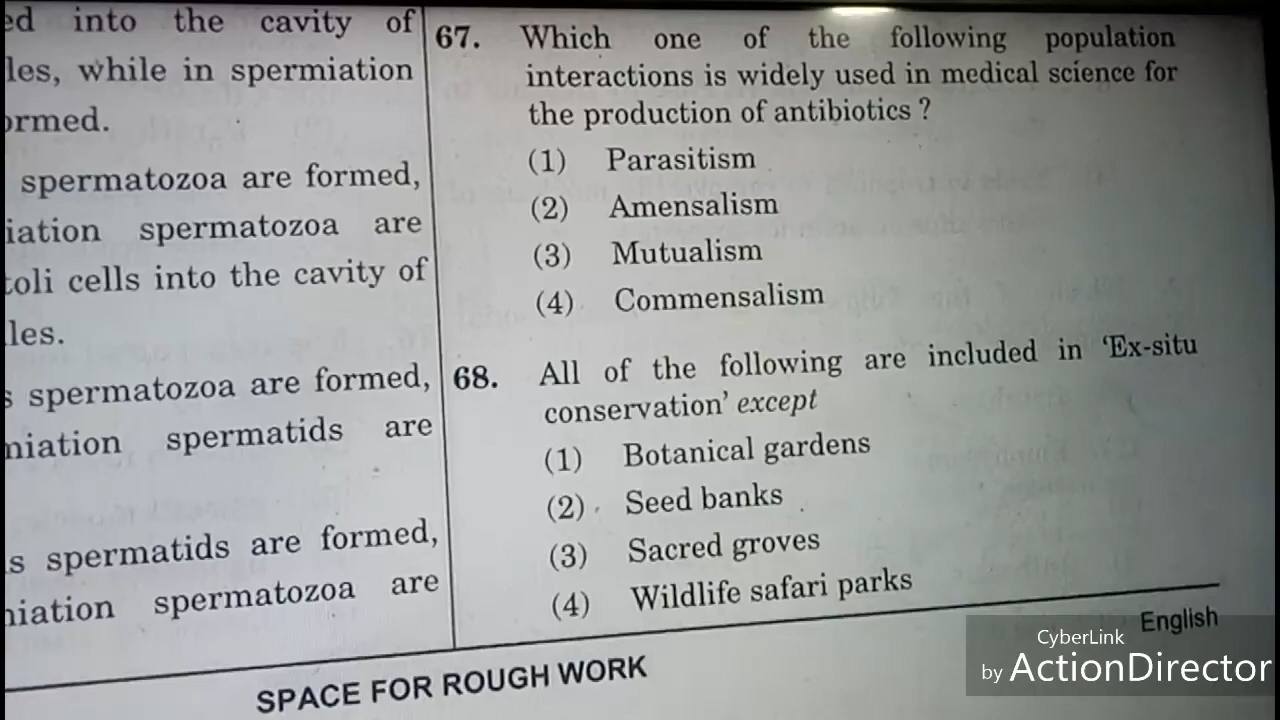 ed into the cavity of
les, while in spermiation
ormed.
spermatozoa are formed,
iation spermatozoa are
toli cells into the cavity of
les.
s spermatozoa are formed,
niation spermatids are
s spermatids are formed,
niation spermatozoa are
67. Which one of the following population
interactions is widely used in medical science for
the production of antibiotics ?
(1) Parasitism
(2) Amensalism
(3) Mutualism
(4) Commensalism
68. All of the following are included in 'Ex-situ
conservation' except
(1) Botanical gardens
(2) Seed banks
(3) Sacred groves
(4) Wildlife safari parks
SPACE FOR ROUGH WORK
English
CyberLink
by ActionDirector